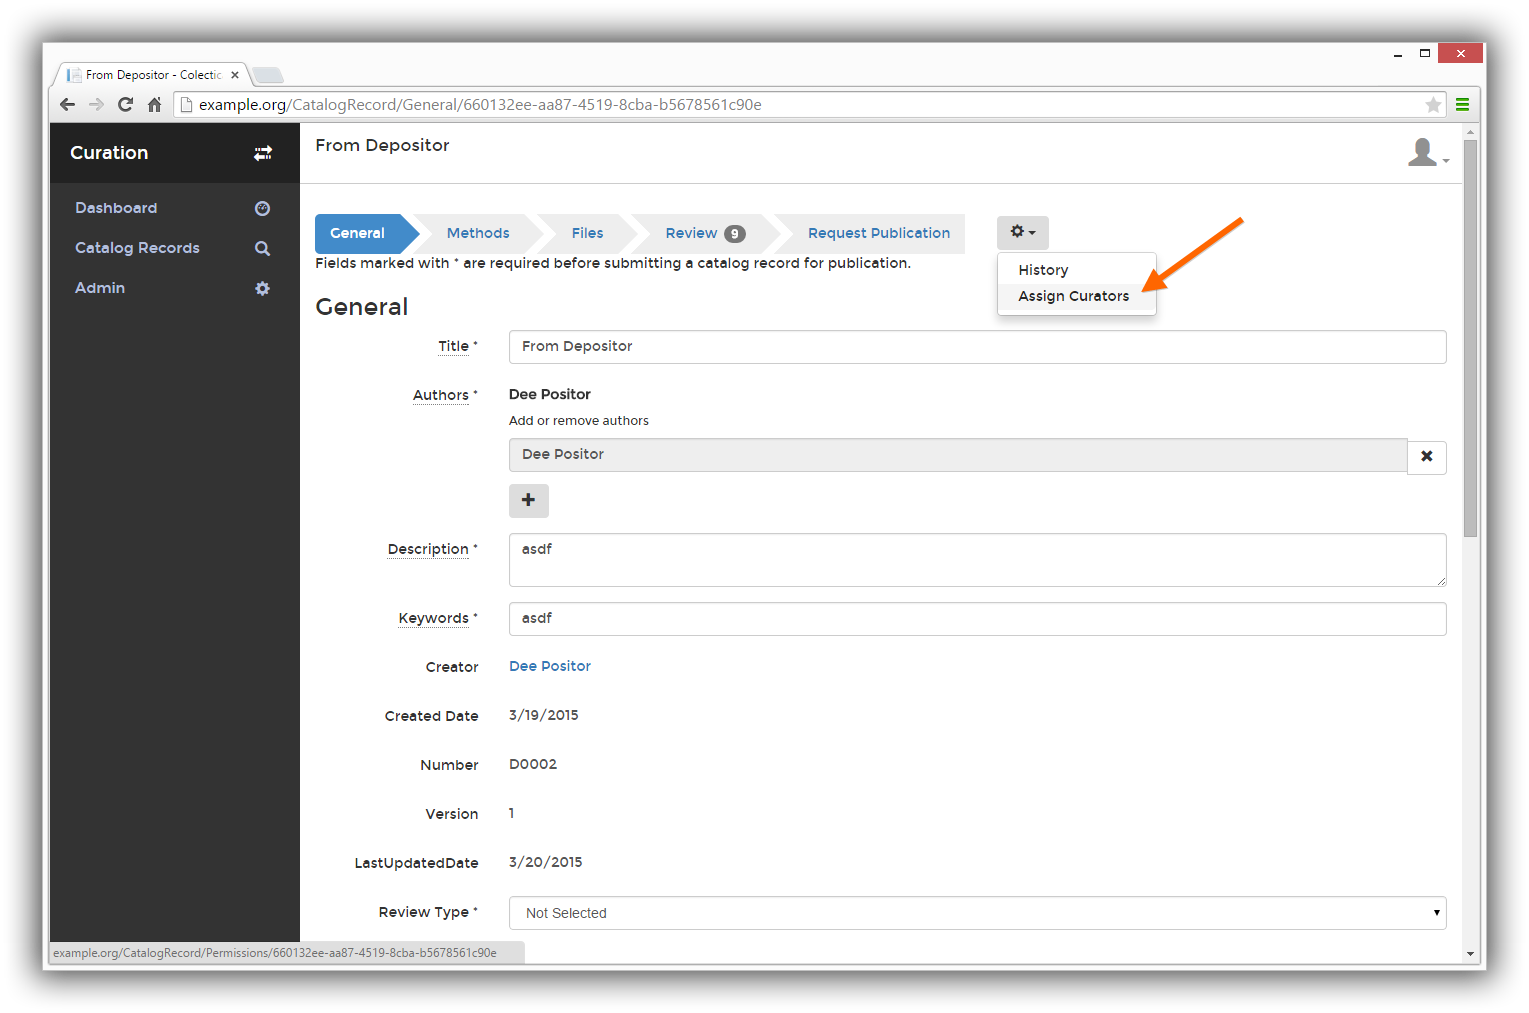 From Depositor - Colectic
example.org/CatalogRecord/General/660132ee-aa87-4519-8cba-b5678561c90e
Curation
From Depositor
Dashboard
Catalog Records
Admin
General
Methods
Files
Review 9
Request Publication
History
Assign Curators
Fields marked with * are required before submitting a catalog record for publication.
General
Title * From Depositor
Authors * Dee Positor
Add or remove authors
Dee Positor
Description * asdf
Keywords * asdf
Creator Dee Positor
Created Date 3/19/2015
Number D0002
Version 1
LastUpdatedDate 3/20/2015
Review Type * Not Selected
example.org/CatalogRecord/Permissions/660132ee-aa87-4519-8cba-b5678561c90e